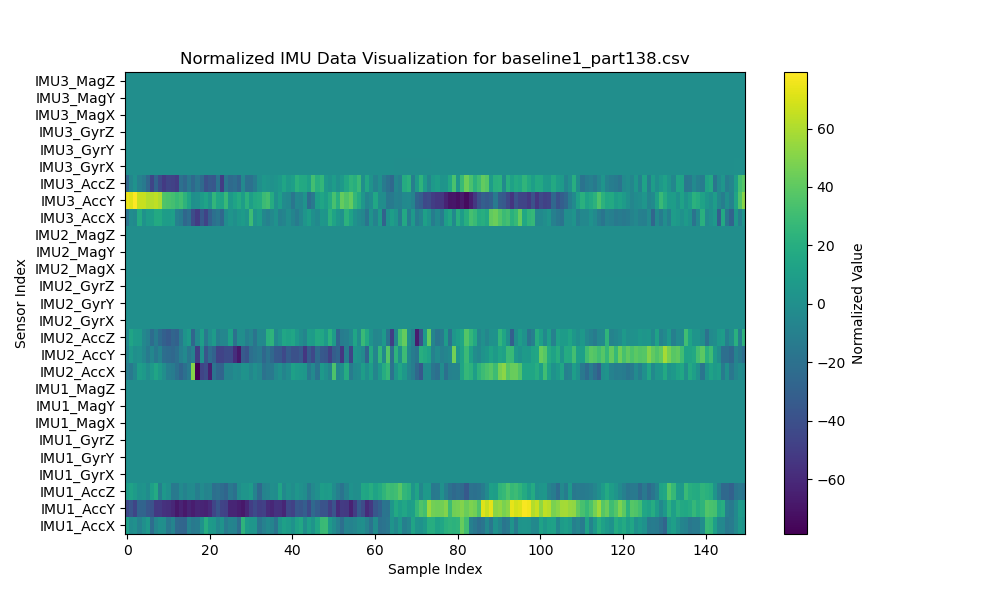 Normalized IMU Data Visualization for baseline1_part138.csv
IMU3_MagZ
IMU3_MagY
IMU3_MagX
IMU3_GyrZ
IMU3_GyrY
IMU3_GyrX
IMU3_AccZ
IMU3_AccY
IMU3_AccX
IMU2_MagZ
IMU2_MagY
IMU2_MagX
IMU2_GyrZ
IMU2_GyrY
IMU2_GyrX
IMU2_AccZ
IMU2_AccY
IMU2_AccX
IMU1_MagZ
IMU1_MagY
IMU1_MagX
IMU1_GyrZ
IMU1_GyrY
IMU1_GyrX
IMU1_AccZ
IMU1_AccY
IMU1_AccX
Sensor Index
0 20 40 60 80 100 120 140
Sample Index
60
40
20
0
−20
−40
−60
Normalized Value